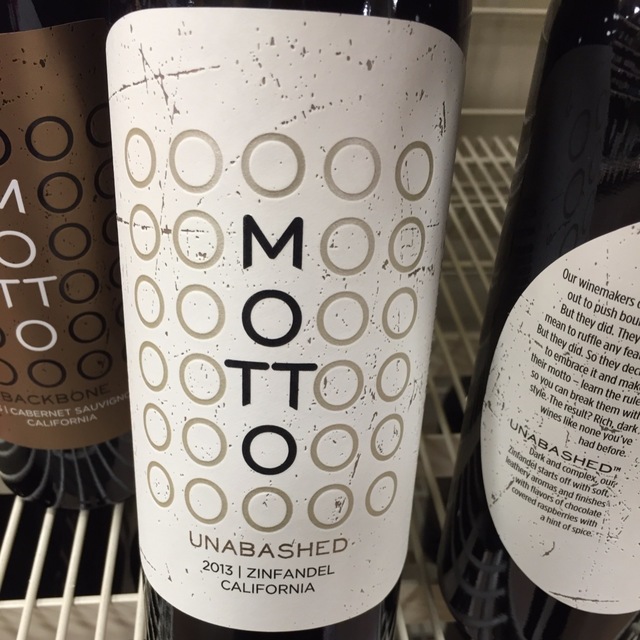 M
O
TT
O
UNABASHED
2013 | ZINFANDEL
CALIFORNIA
M
O
TT
O
BACKBONE
| CABERNET SAUVIGNO
CALIFORNIA
Our winemakers
out to push bou
But they did. They
mean to ruffle any fea
But they did. So they dec
to embrace it and ma
their motto – learn the rule
so you can break them wi
style. The result? Rich, dark,
wines like none you've
had before.
UNABASHED™
Dark and complex, our
Zinfandel starts off with soft,
leathery aromas and finishes
with flavors of chocolate
covered raspberries with
a hint of spice.